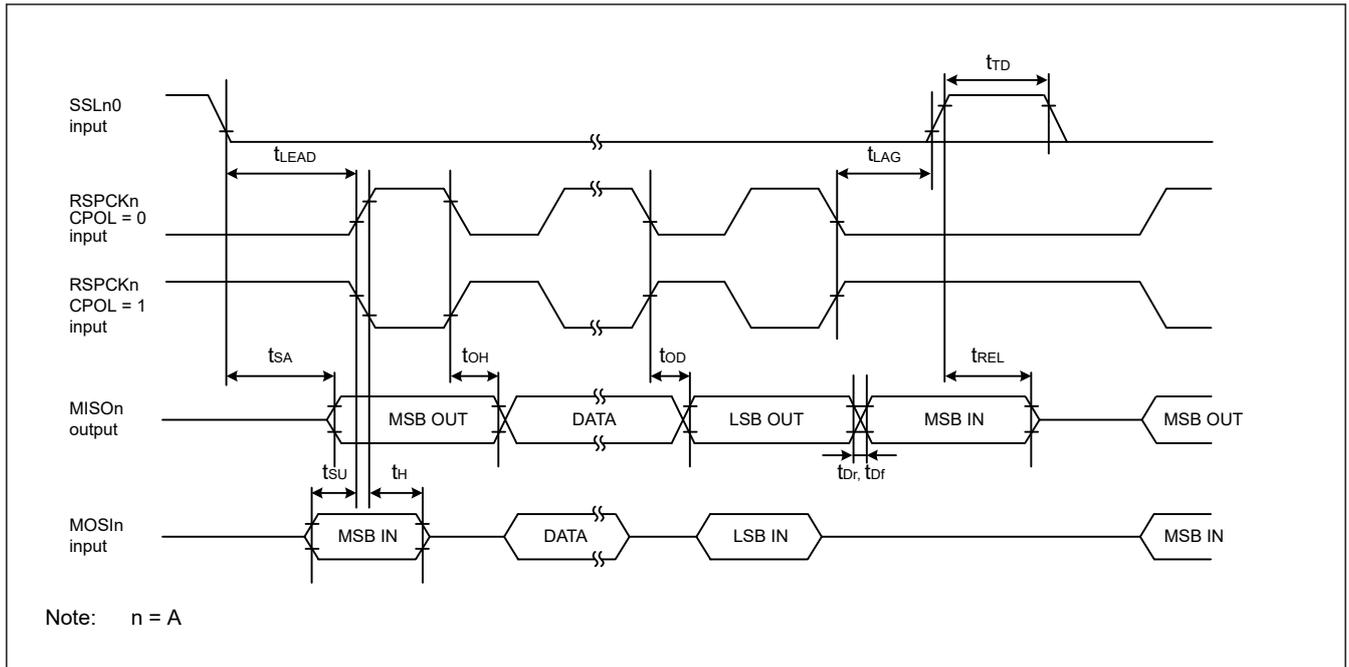 tTD
SSLn0
input
tLEAD
tLAG
RSPCKn
CPOL = 0
input
RSPCKn
CPOL = 1
input
tSA
tOH
tOD
tREL
MISOn
output
MSB OUT
DATA
LSB OUT
MSB IN
MSB OUT
tSU
tH
tDr, tDf
MOSIn
input
MSB IN
DATA
LSB IN
MSB IN
Note: n = A